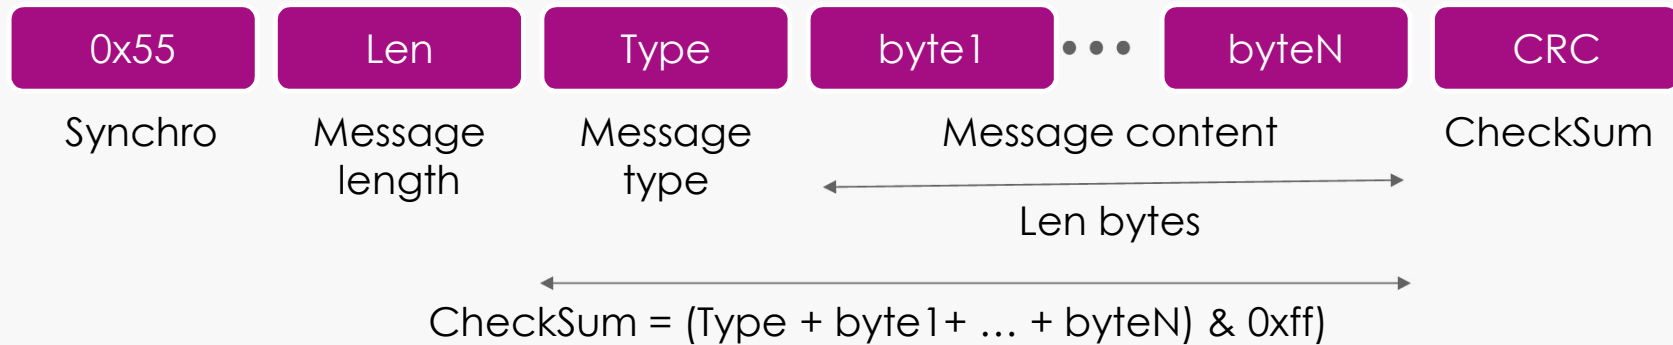 0x55 Len Type byte1 ••• byteN CRC
Synchro Message Message Message content CheckSum
length type
Len bytes
CheckSum = (Type + byte1+ … + byteN) & 0xff)